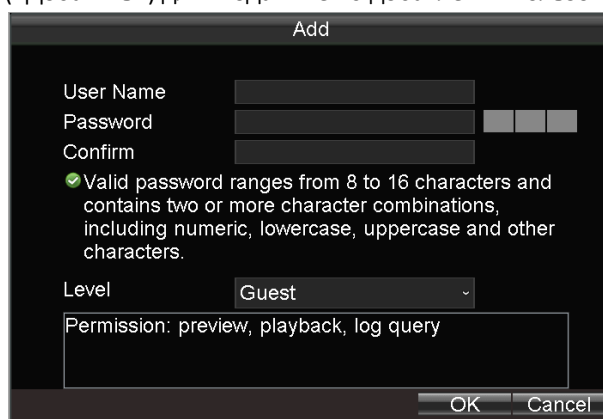 Add
User Name
Password
Confirm
Valid password ranges from 8 to 16 characters and
contains two or more character combinations,
including numeric, lowercase, uppercase and other
characters.
Level Guest
Permission: preview, playback, log query
OK Cancel